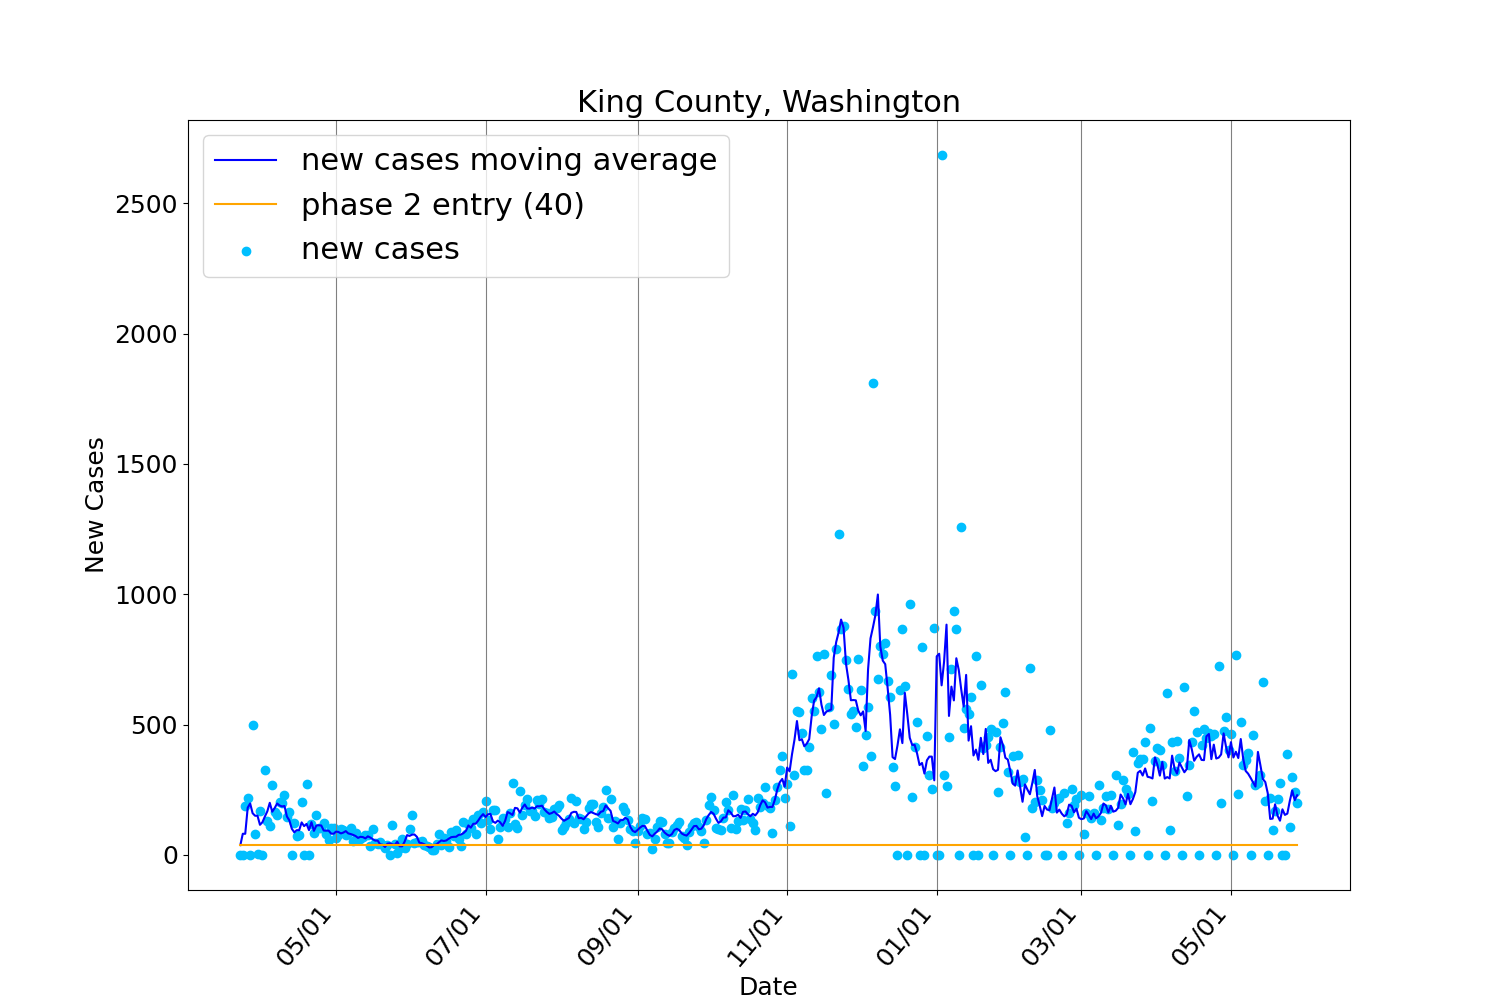 King County, Washington
new cases moving average
phase 2 entry (40)
new cases
New Cases
2500
2000
1500
1000
500
0
05/01
07/01
09/01
11/01
01/01
03/01
05/01
Date